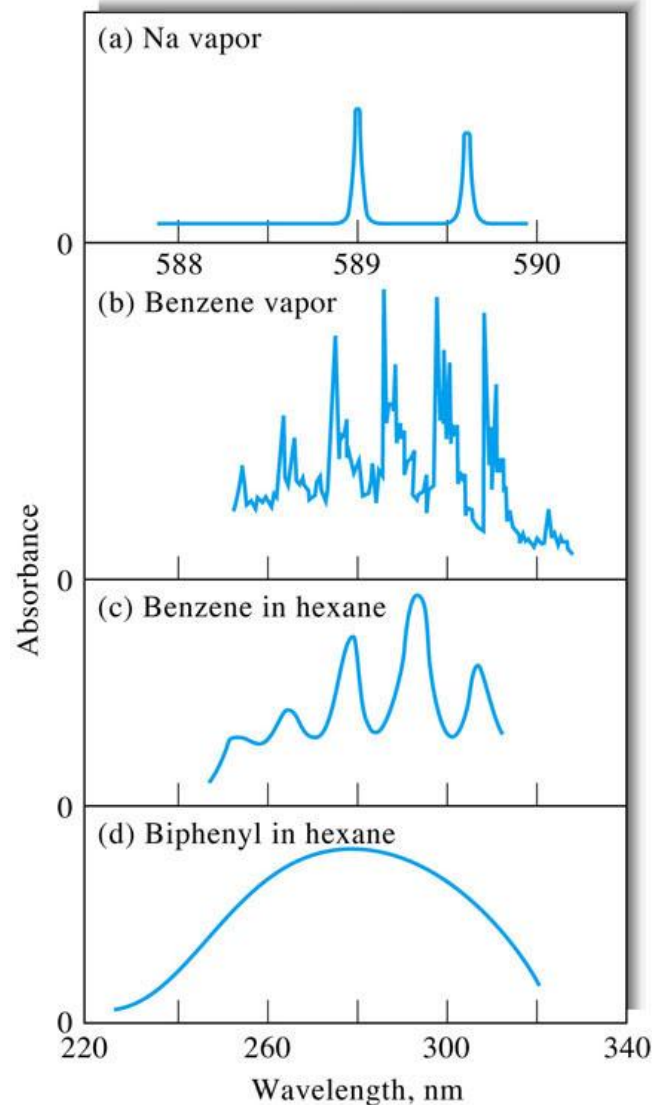 (a) Na vapor
0
588 589 590
(b) Benzene vapor
Absorbance
0
(c) Benzene in hexane
0
(d) Biphenyl in hexane
0
220 260 300 340
Wavelength, nm